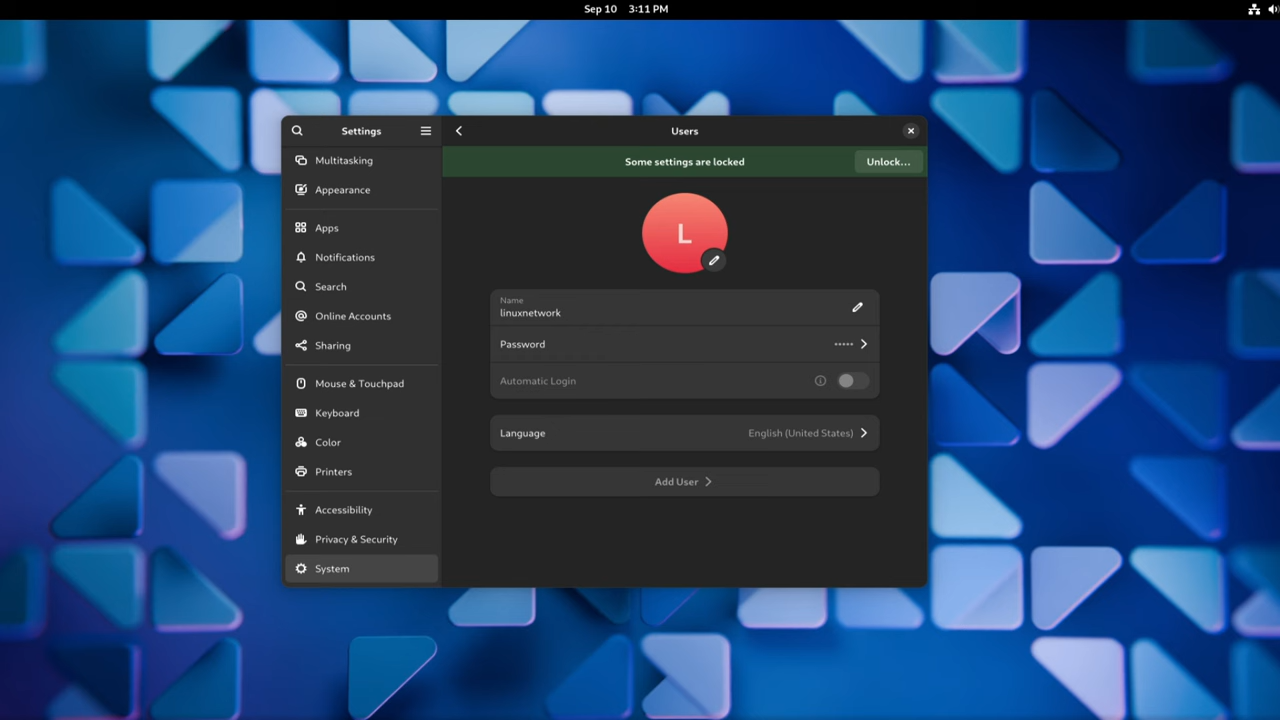 Sep 10 3:11 PM
Settings
Users
Some settings are locked
Unlock...
Multitasking
Appearance
Apps
Notifications
Search
Online Accounts
Sharing
Mouse & Touchpad
Keyboard
Color
Printers
Accessibility
Privacy & Security
System
L
Name
linuxnetwork
Password
Automatic Login
Language English (United States)
Add User